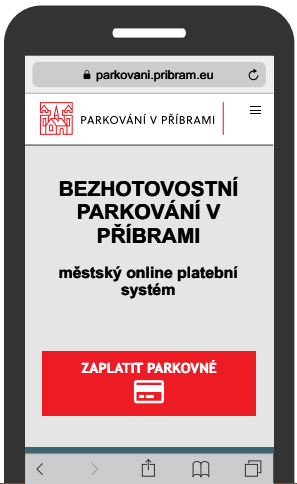 parkovani.pribram.eu
PARKOVÁNÍ V PŘÍBRAMI
BEZHOTOVOSTNÍ
PARKOVÁNÍ V
PŘÍBRAMI
městský online platební
systém
ZAPLATIT PARKOVNÉ